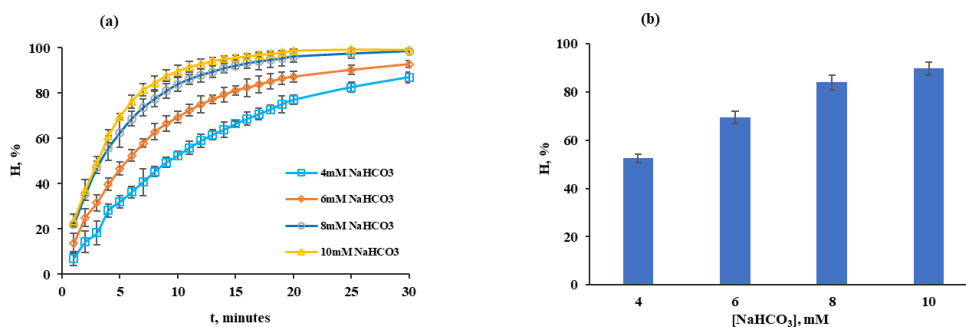 (a)
100
80
60
40
20
0
H, %
0 5 10 15 20 25 30
t, minutes
4mM NaHCO3
6mM NaHCO3
8mM NaHCO3
10mM NaHCO3
(b)
100
80
60
40
20
0
H, %
4 6 8 10
[NaHCO3], mM